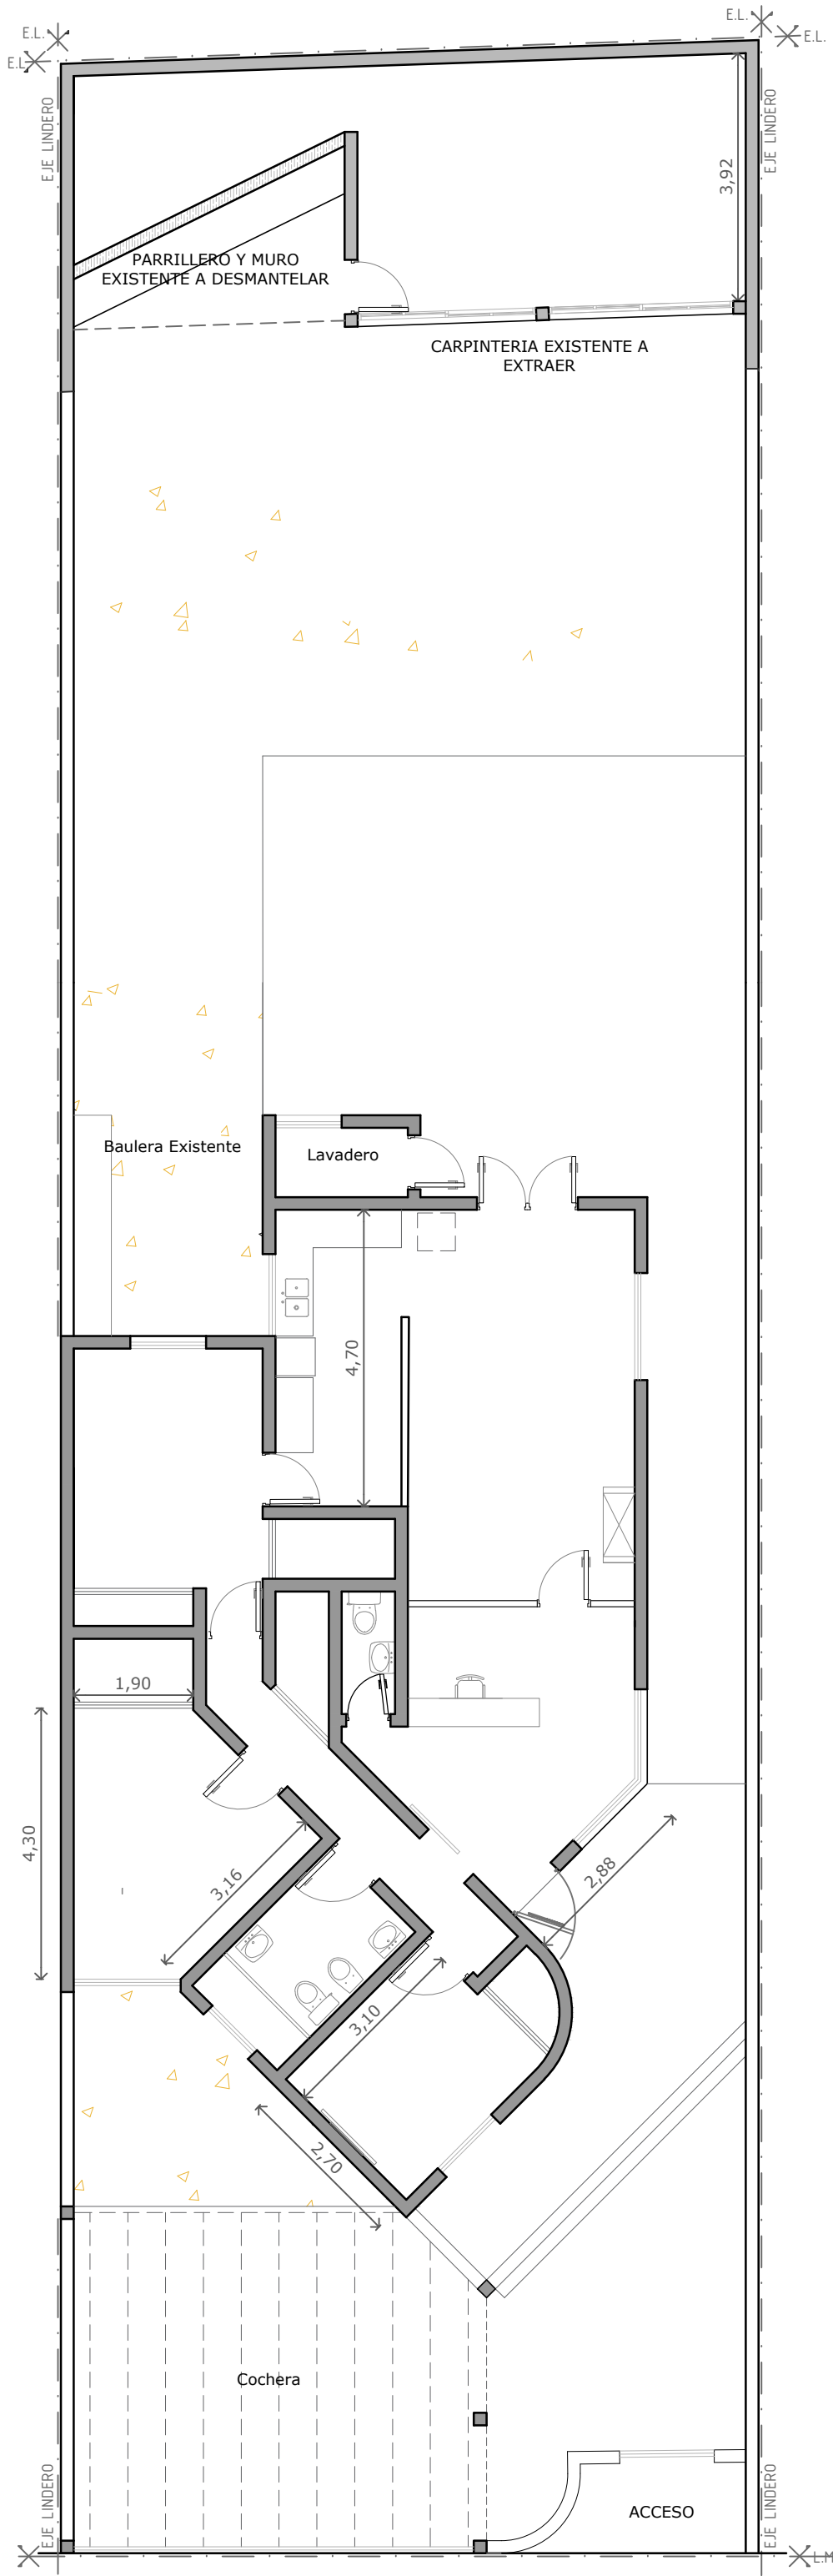 E.L.
E.L.
E.L
E.L.
EJE LINDERO
EJE LINDERO
3,92
PARRILLERO Y MURO
EXISTENTE A DESMANTELAR
CARPINTERIA EXISTENTE A
EXTRAER
Baulera Existente
Lavadero
4,70
1,90
4,30
3,16
2,88
3,10
2,70
Cochera
EJE LINDERO
EJE LINDERO
ACCESO
L.M